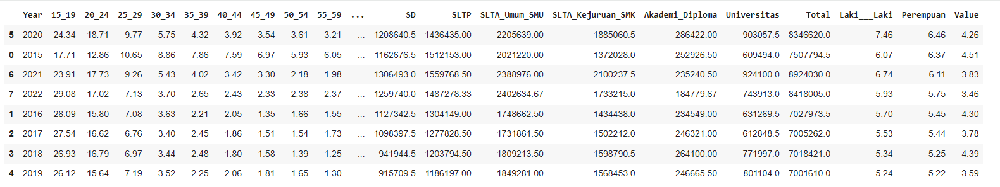 Year 15_19 20_24 25_29 30_34 35_39 40_44 45_49 50_54 55_59 ... SD SLTP SLTA_Umum_SMU SLTA_Kejuruan_SMK Akademi_Diploma Universitas Total Laki___Laki Perempuan Value
5 2020 24.34 18.71 9.77 5.75 4.32 3.92 3.54 3.61 3.21 ... 1208640.5 1436435.00 2205639.00 1885060.5 286422.00 903057.5 8346620.0 7.46 6.46 4.26
0 2015 17.71 12.86 10.65 8.86 7.86 7.59 6.97 5.93 6.05 ... 1162676.5 1512153.00 2021220.00 1372028.0 252926.50 609494.0 7507794.5 6.07 6.37 4.51
6 2021 23.91 17.73 9.26 5.43 4.02 3.42 3.30 2.18 1.98 ... 1306493.0 1559768.50 2388976.00 2100237.5 235240.50 924100.0 8924030.0 6.74 6.11 3.83
7 2022 29.08 17.02 7.13 3.70 2.65 2.43 2.33 2.38 2.37 ... 1259740.0 1487278.33 2402634.67 1733215.0 184779.67 743913.0 8418005.0 5.93 5.75 3.46
1 2016 28.09 15.80 7.08 3.63 2.21 2.05 1.35 1.66 1.55 ... 1127342.5 1304149.00 1748662.50 1434438.0 234549.00 631269.5 7027973.5 5.70 5.45 4.30
2 2017 27.54 16.62 6.76 3.40 2.45 1.86 1.51 1.54 1.73 ... 1098397.5 1277828.50 1731861.50 1502212.0 246321.00 612848.5 7005262.0 5.53 5.44 3.78
3 2018 26.93 16.79 6.97 3.44 2.48 1.80 1.58 1.39 1.25 ... 941944.5 1203794.50 1809213.50 1598790.5 264100.00 771997.0 7018421.0 5.34 5.25 4.39
4 2019 26.12 15.64 7.19 3.52 2.25 2.06 1.81 1.65 1.30 ... 915709.5 1186197.00 1849281.00 1568453.0 246665.50 801104.0 7001610.0 5.24 5.22 3.59